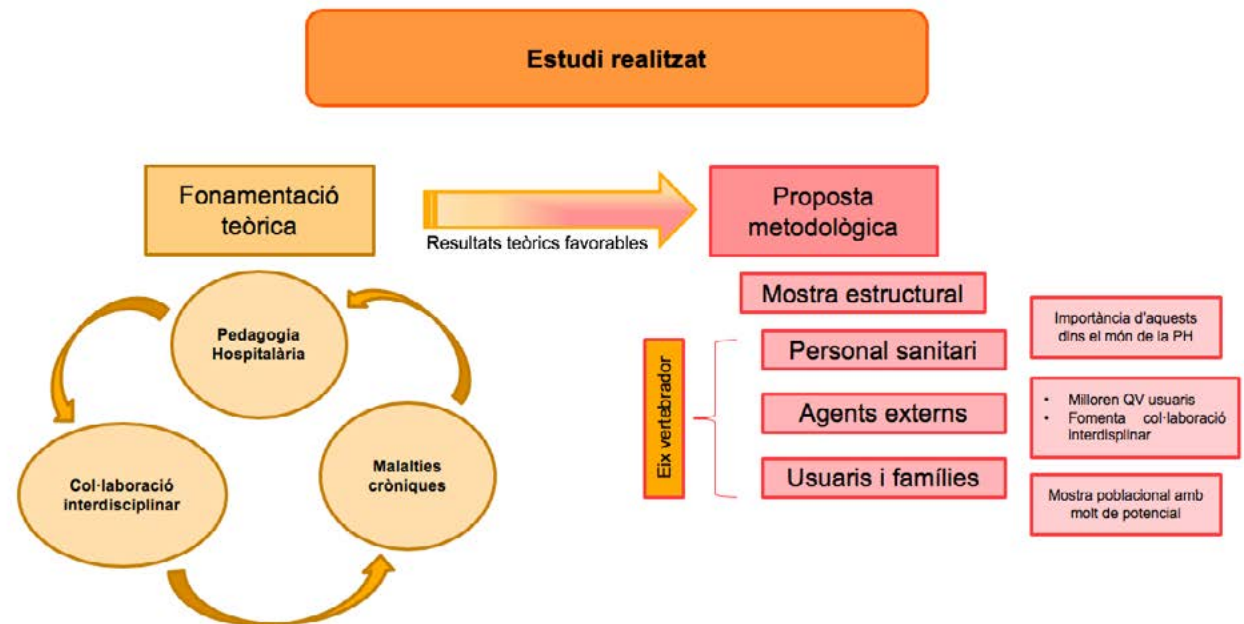 Estudi realitzat
Fonamentació
teòrica
Resultats teòrics favorables
Proposta
metodològica
Pedagogia
Hospitalària
Col·laboració
interdisciplinar
Malalties
cròniques
Mostra estructural
Eix vertebrador
Personal sanitari
Agents externs
Usuaris i famílies
Importància d'aquests
dins el món de la PH
• Milloren QV usuaris
• Fomenta col·laboració
interdisplinar
Mostra poblacional amb
molt de potencial